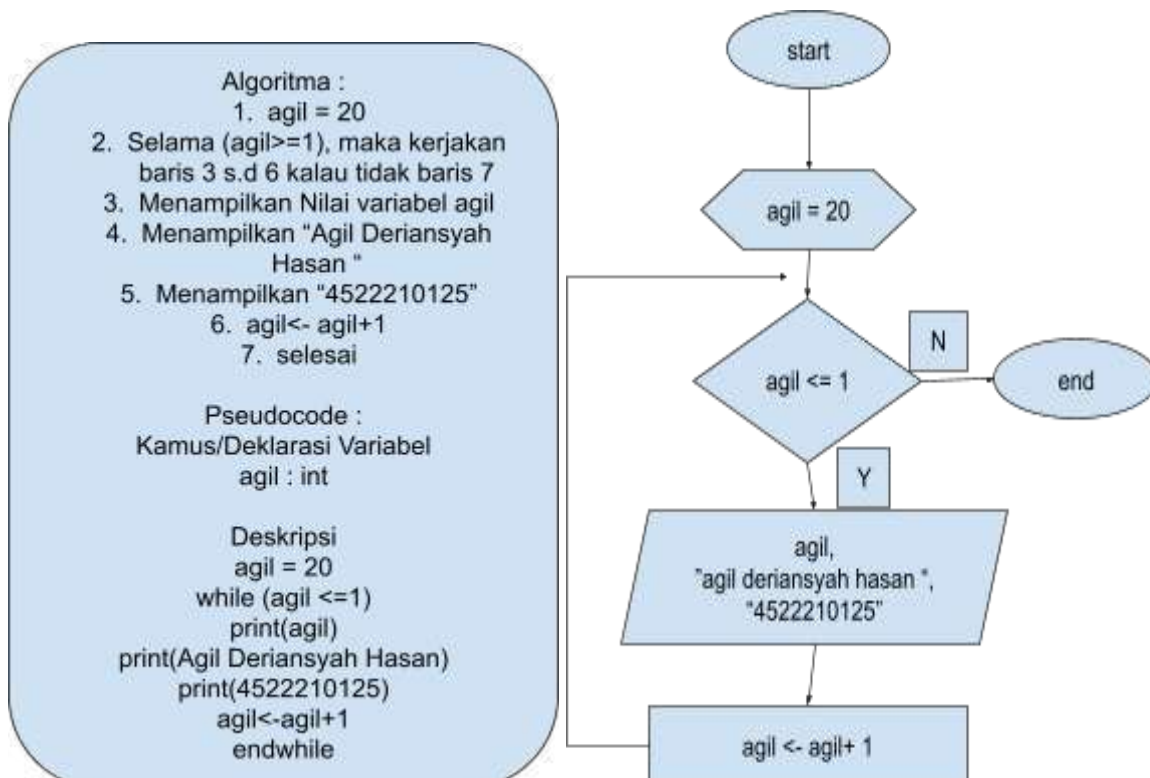 Algoritma :
1. agil = 20
2. Selama (agil>=1), maka kerjakan
baris 3 s.d 6 kalau tidak baris 7
3. Menampilkan Nilai variabel agil
4. Menampilkan “Agil Deriansyah
Hasan “
5. Menampilkan “4522210125”
6. agil<- agil+1
7. selesai
Pseudocode :
Kamus/Deklarasi Variabel
agil : int
Deskripsi
agil = 20
while (agil <=1)
print(agil)
print(Agil Deriansyah Hasan)
print(4522210125)
agil<-agil+1
endwhile
start
agil = 20
agil <= 1
N
end
Y
agil,
”agil deriansyah hasan “,
“4522210125”
agil <- agil+ 1